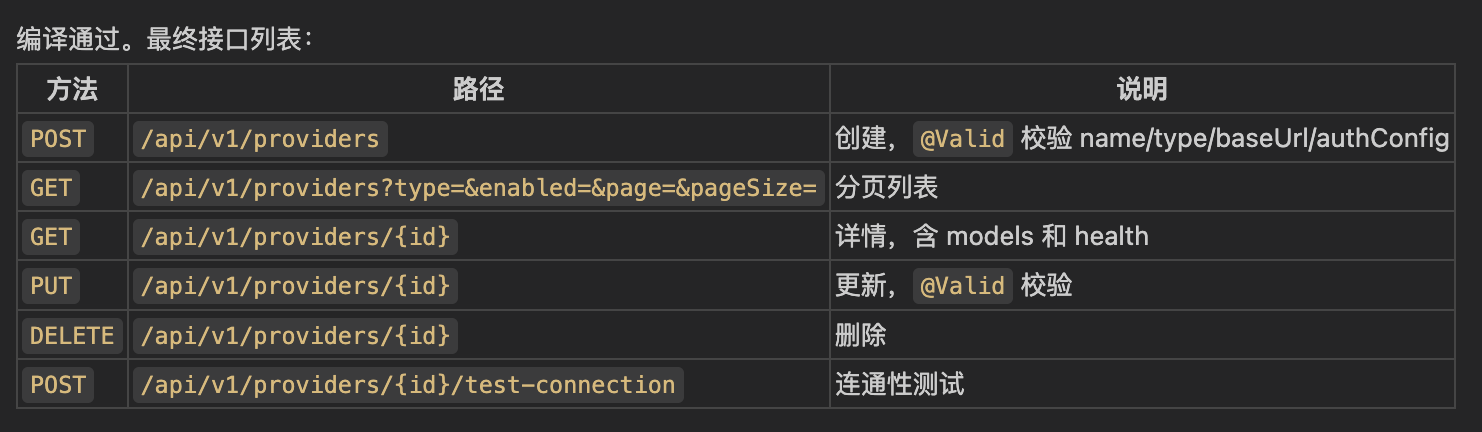 编译通过。最终接口列表：
方法 路径 说明
POST /api/v1/providers 创建，@Valid 校验 name/type/baseUrl/authConfig
GET /api/v1/providers?type=&enabled=&page=&pageSize= 分页列表
GET /api/v1/providers/{id} 详情，含 models 和 health
PUT /api/v1/providers/{id} 更新，@Valid 校验
DELETE /api/v1/providers/{id} 删除
POST /api/v1/providers/{id}/test-connection 连通性测试